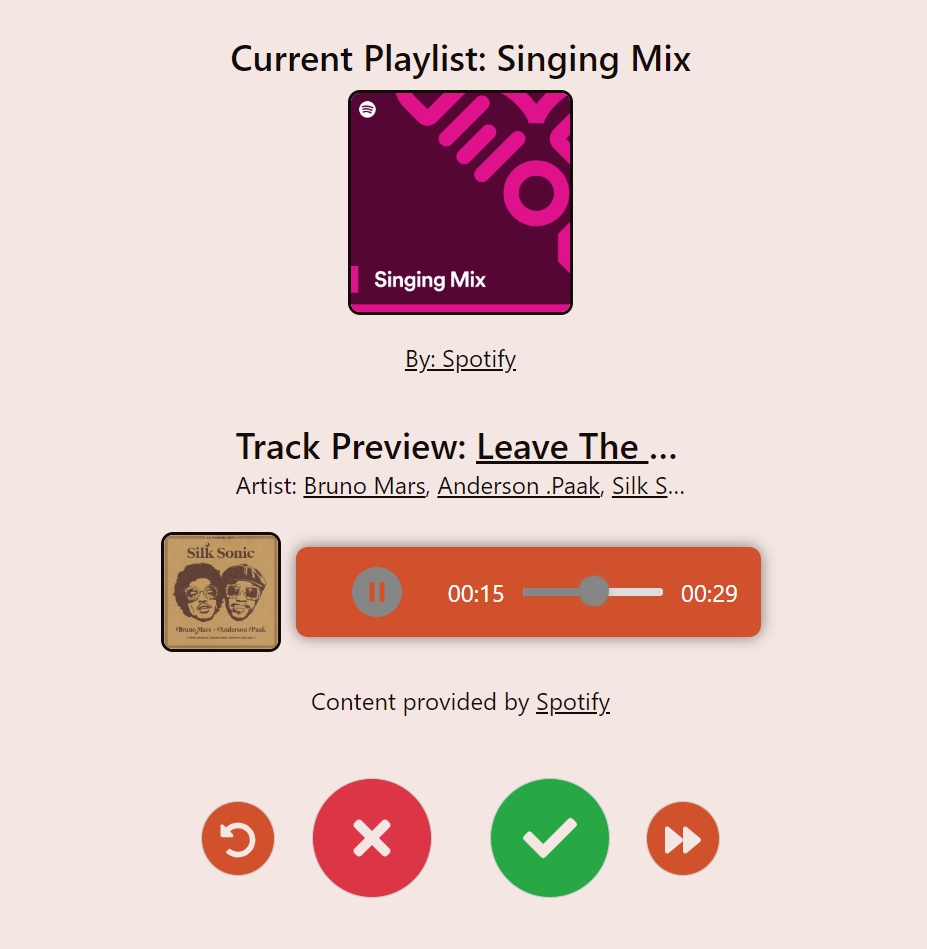 Current Playlist: Singing Mix
Singing Mix
By: Spotify
Track Preview: Leave The ...
Artist: Bruno Mars, Anderson .Paak, Silk S...
Silk Sonic
Bruno Mars Anderson .Paak
00:15 00:29
Content provided by Spotify